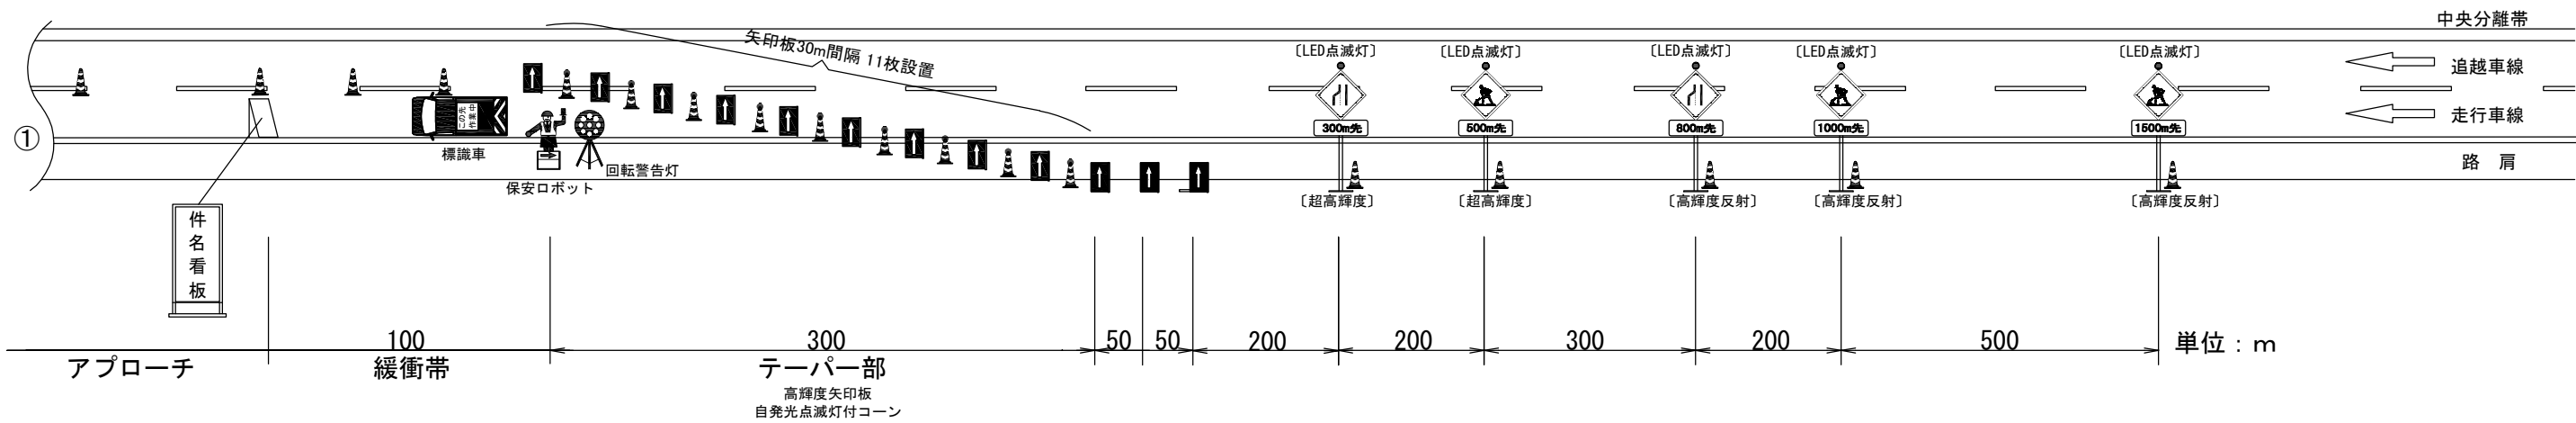 中央分離帯
矢印板30m間隔 11枚設置
〔LED点滅灯〕
〔LED点滅灯〕
〔LED点滅灯〕
〔LED点滅灯〕
〔LED点滅灯〕
追越車線
走行車線
路 肩
①
この先
作業中
標識車
保安ロボット
回転警告灯
300m先
500m先
800m先
1000m先
1500m先
〔超高輝度〕
〔超高輝度〕
〔高輝度反射〕
〔高輝度反射〕
〔高輝度反射〕
件名看板
100
300
50
50
200
200
300
200
500
単位：m
アプローチ
緩衝帯
テーパー部
高輝度矢印板
自発光点滅灯付コーン